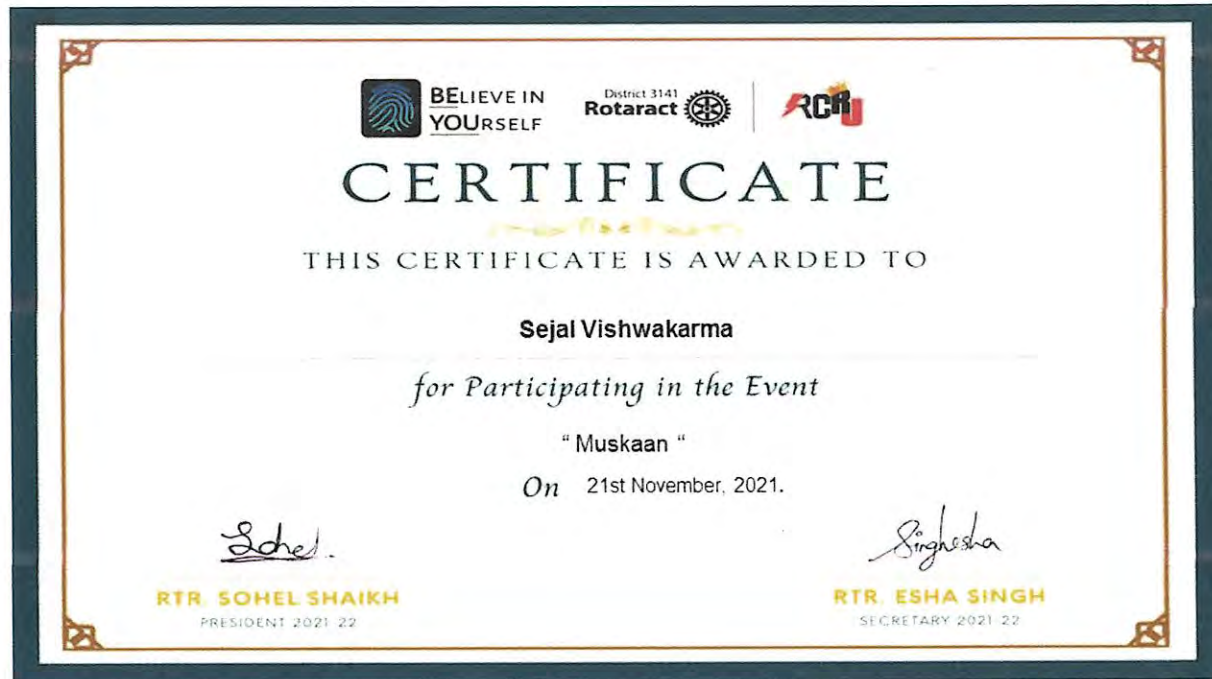 BELIEVE IN
YOURSELF
District 3141
Rotaract
RCRU
CERTIFICATE
THIS CERTIFICATE IS AWARDED TO
Sejal Vishwakarma
for Participating in the Event
“ Muskaan “
On 21st November, 2021.
Sohel.
Singhesha
RTR. SOHEL SHAIKH
PRESIDENT 2021-22
RTR. ESHA SINGH
SECRETARY 2021-22